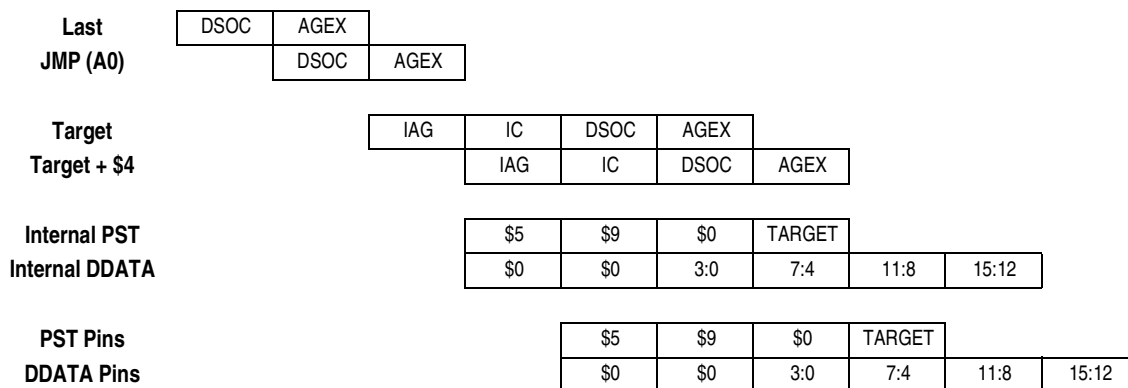 Last DSOC AGEX
JMP (A0) DSOC AGEX
Target IAG IC DSOC AGEX
Target + $4 IAG IC DSOC AGEX
Internal PST $5 $9 $0 TARGET
Internal DDATA $0 $0 3:0 7:4 11:8 15:12
PST Pins $5 $9 $0 TARGET
DDATA Pins $0 $0 3:0 7:4 11:8 15:12